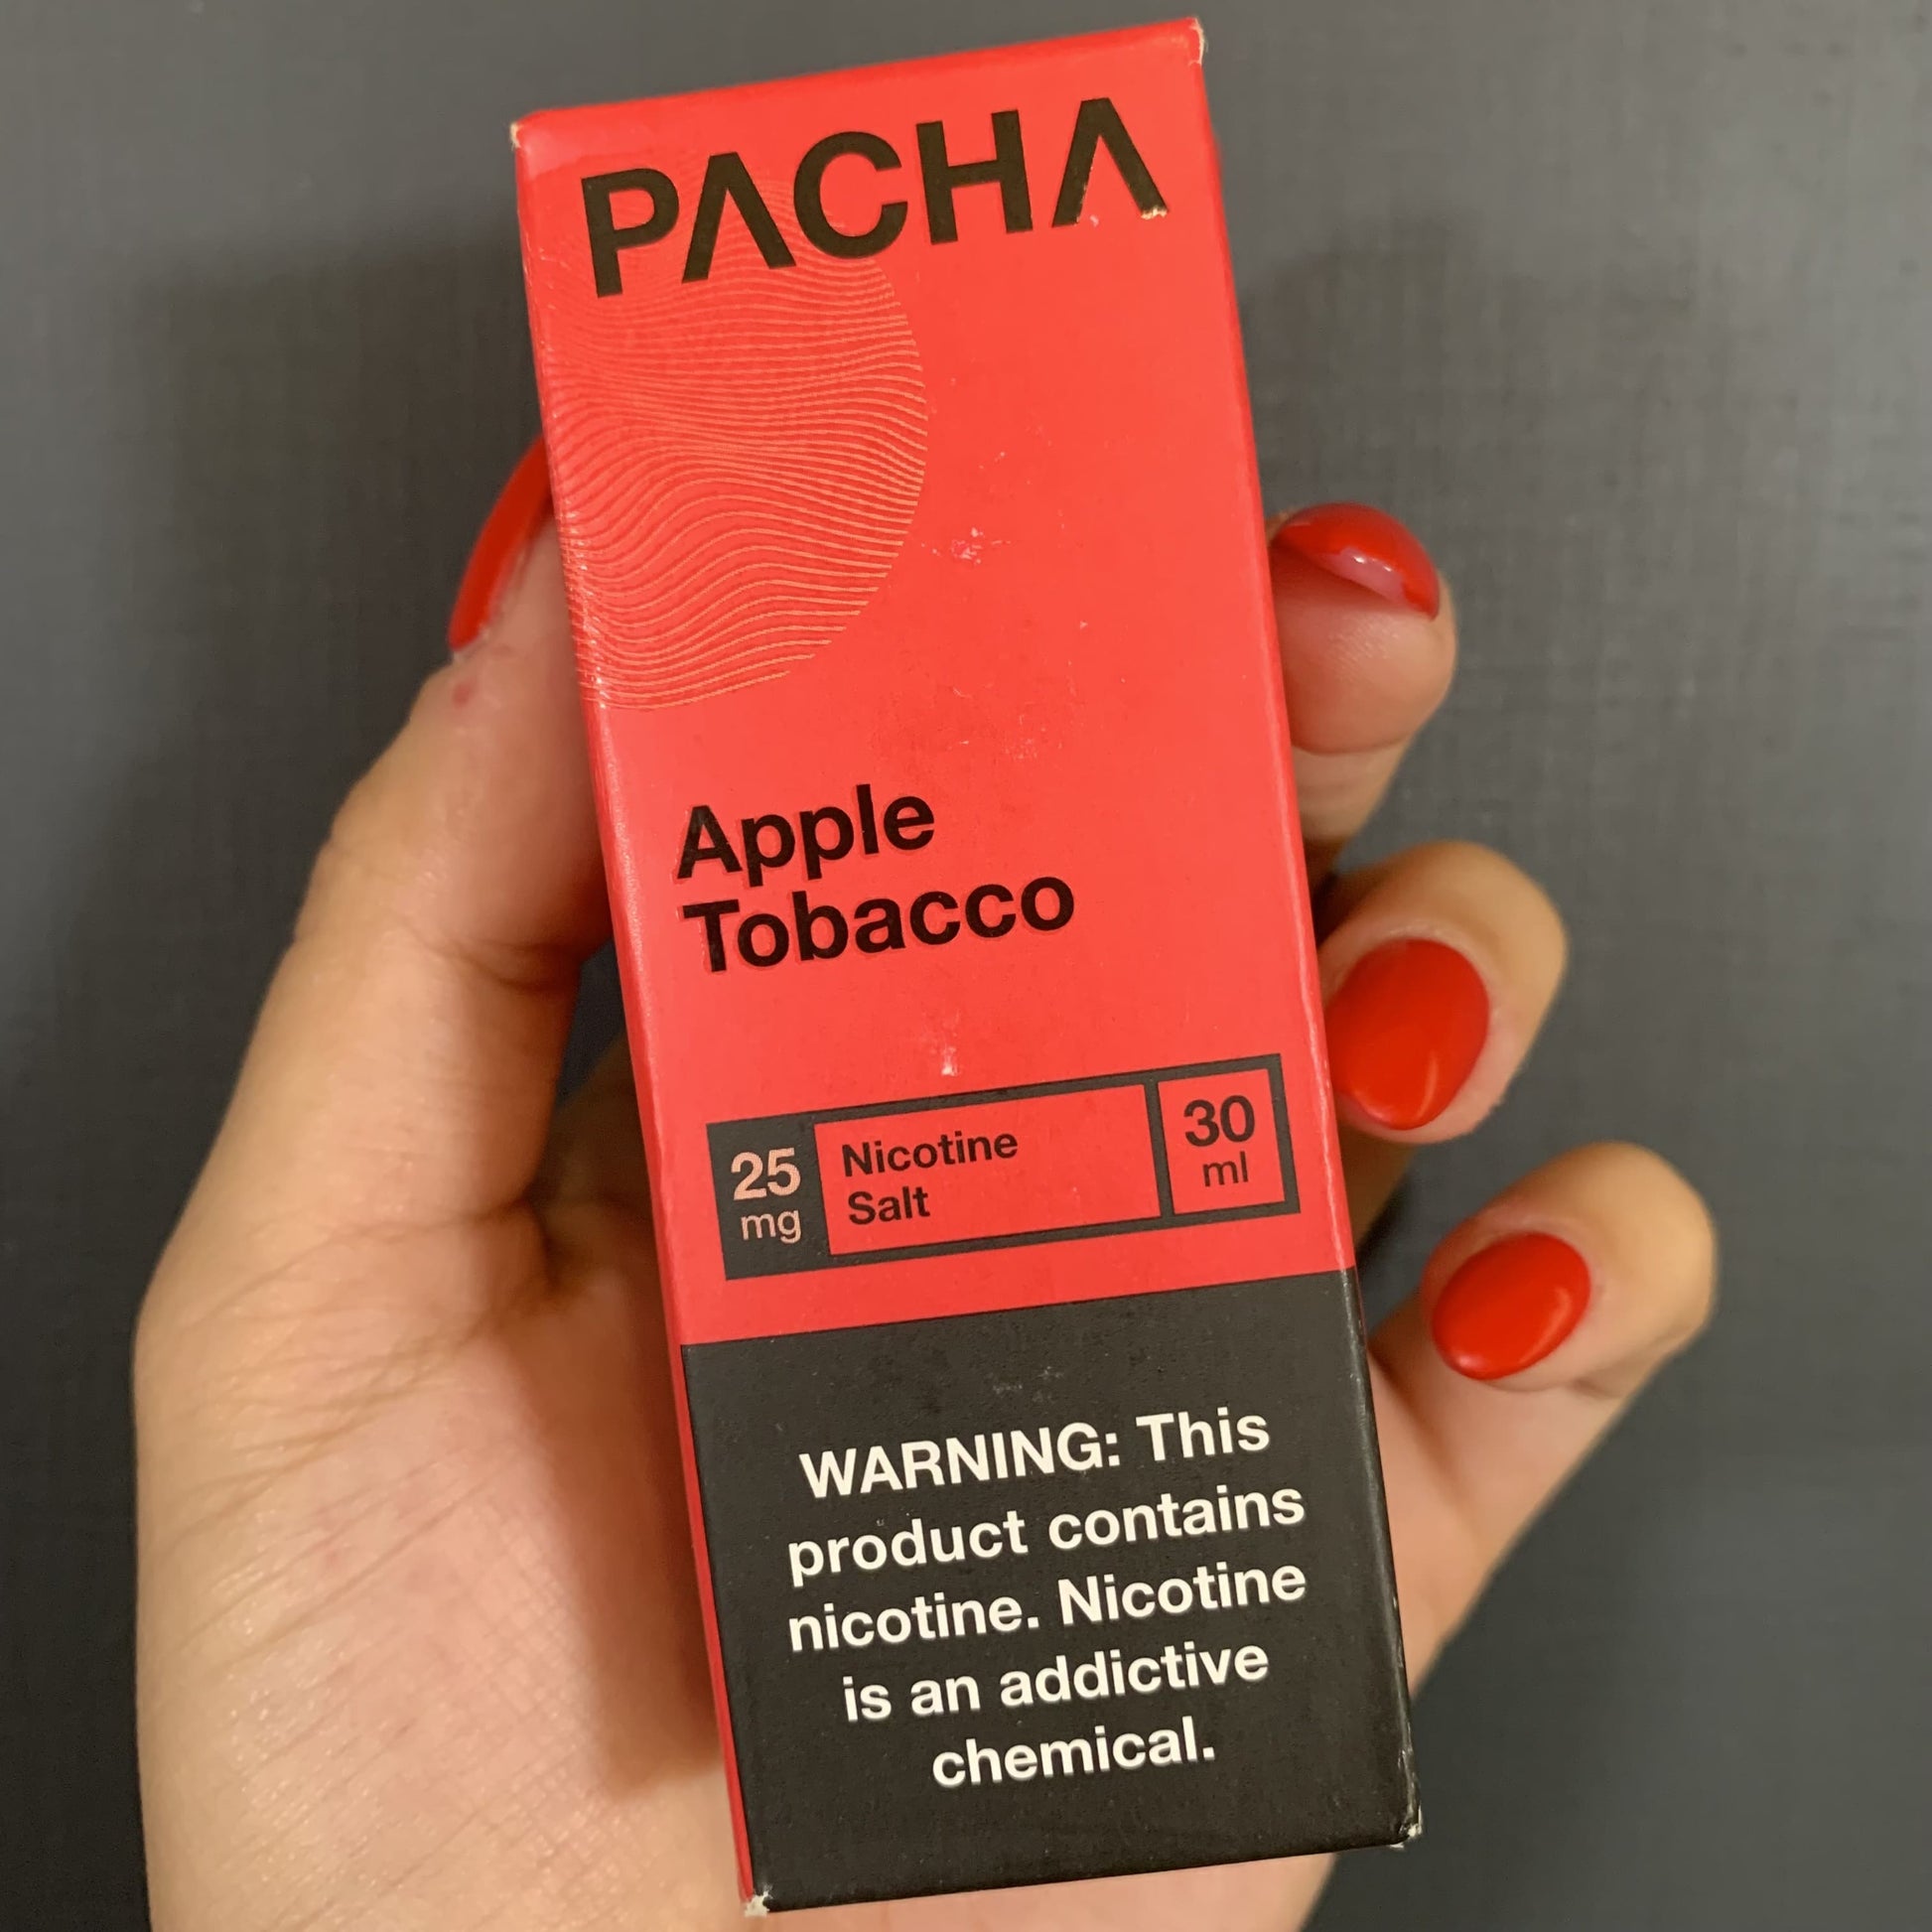 PACHA
Apple
Tobacco
25
mg
Nicotine
Salt
30
ml
WARNING: This
product contains
nicotine. Nicotine
is an addictive
chemical.